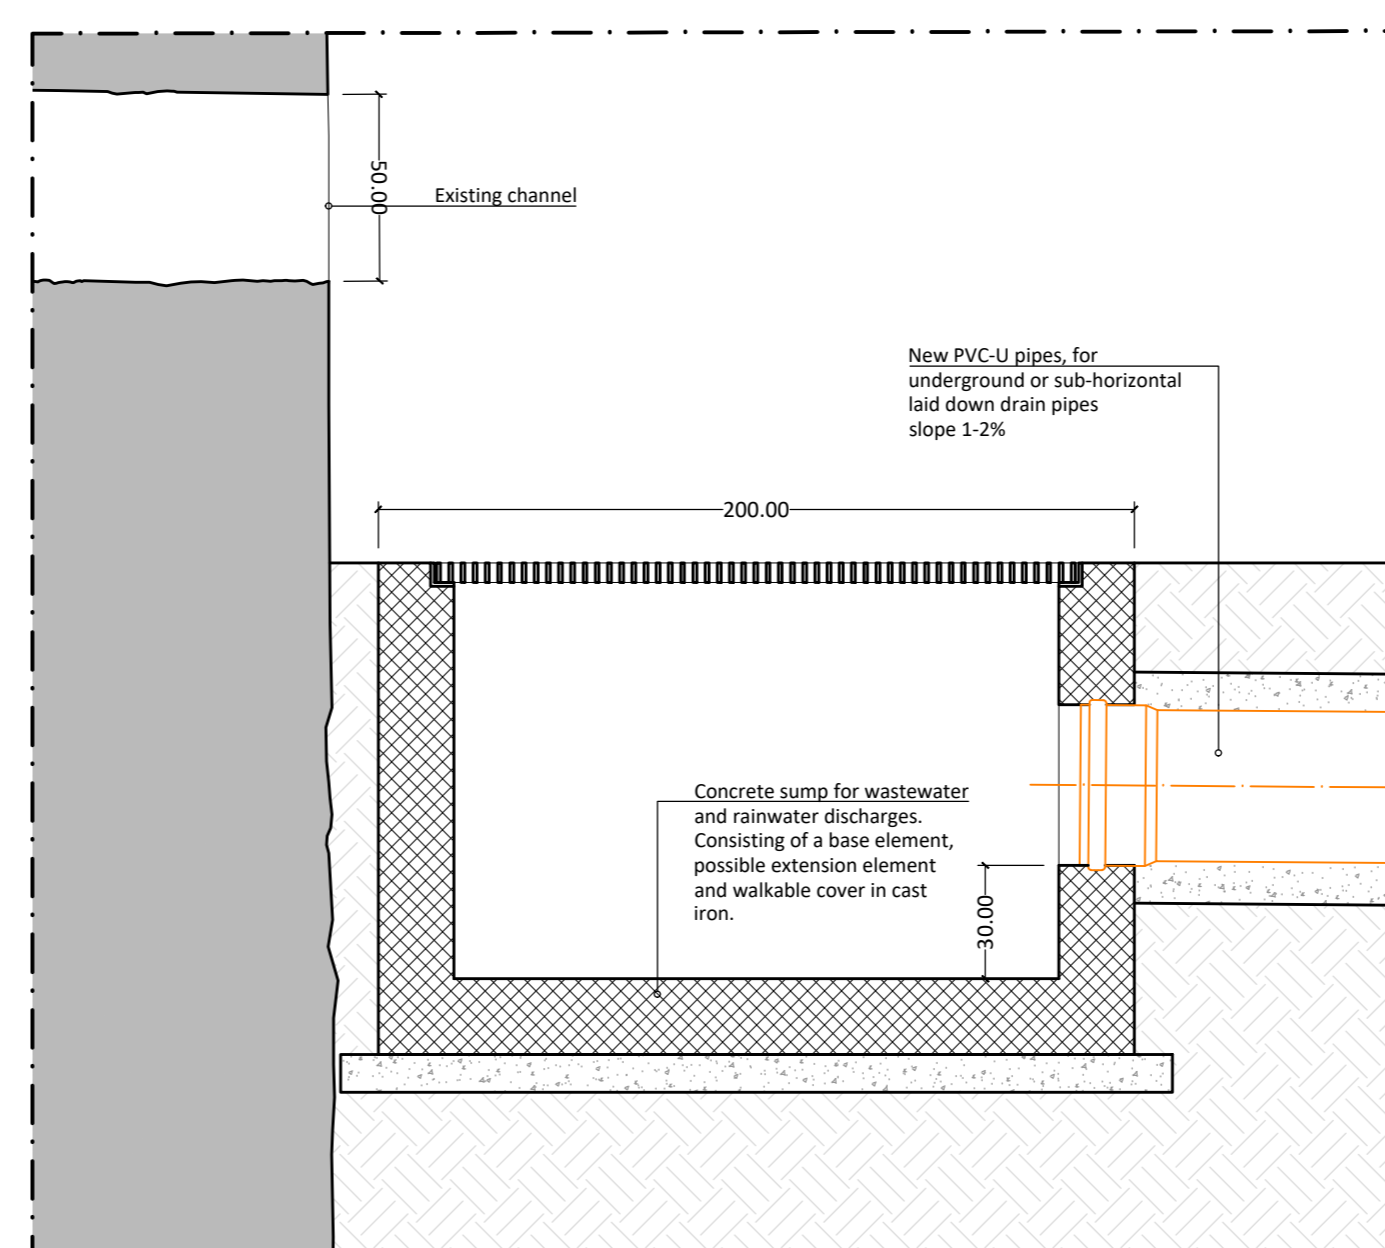 50.00
Existing channel
New PVC-U pipes, for
underground or sub-horizontal
laid down drain pipes
slope 1-2%
200.00
Concrete sump for wastewater
and rainwater discharges.
Consisting of a base element,
possible extension element
and walkable cover in cast
iron.
30.00